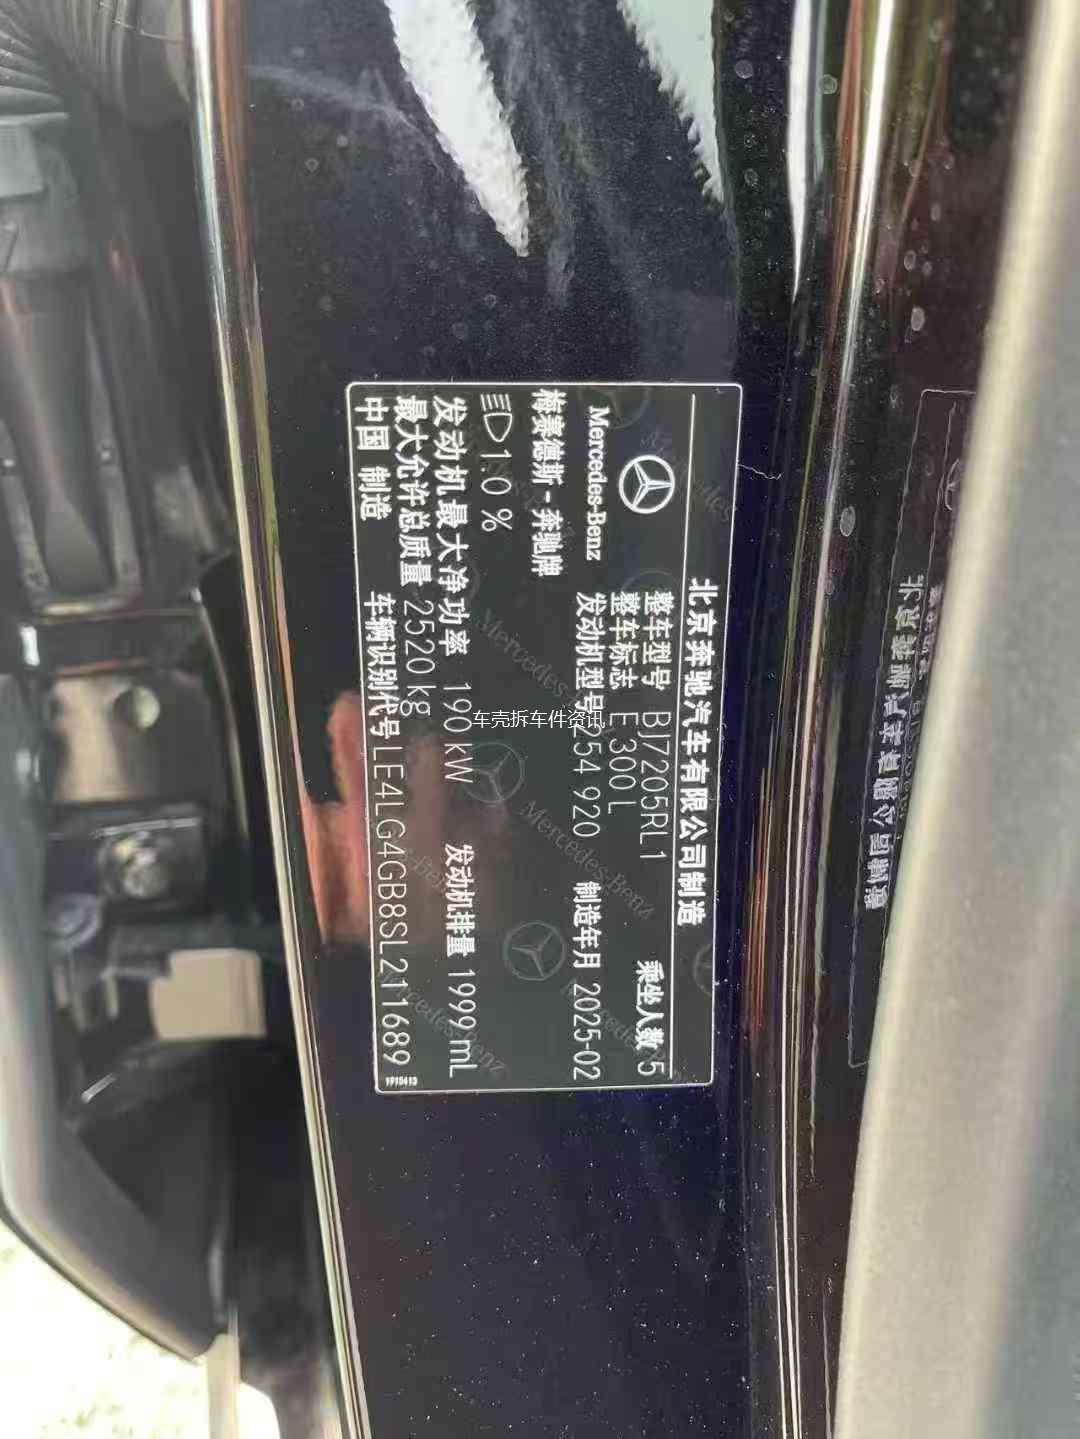 北京奔驰汽车有限公司制造
Mercedes-Benz
梅赛德斯-奔驰牌
整车型号 BJ7205RL1
乘坐人数 5
整车标志 E 300 L
发动机型号 254 920 制造年月 2025-02
1.0 %
发动机最大净功率 190 kW 发动机排量 1999 mL
最大允许总质量 2520 kg
中国 制造 车辆识别代号 LE4LG4GB8SL211689
车壳拆车件资讯